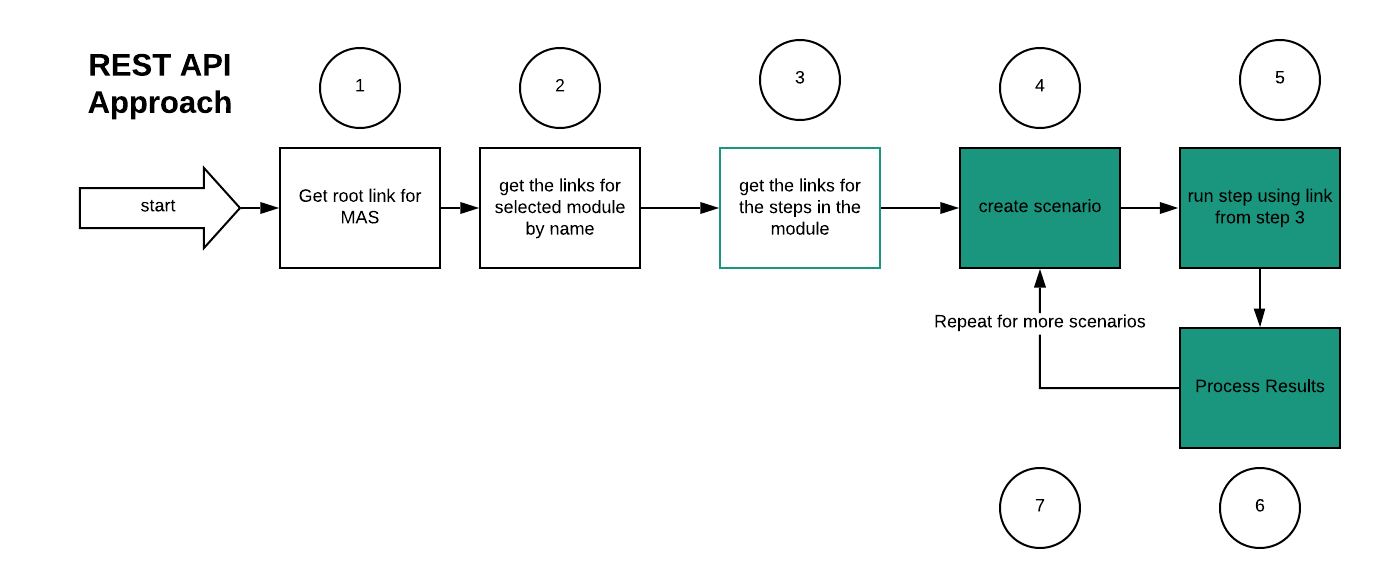 REST API
Approach
1
2
3
4
5
start
Get root link for
MAS
get the links for
selected module
by name
get the links for
the steps in the
module
create scenario
run step using link
from step 3
Repeat for more scenarios
Process Results
7
6